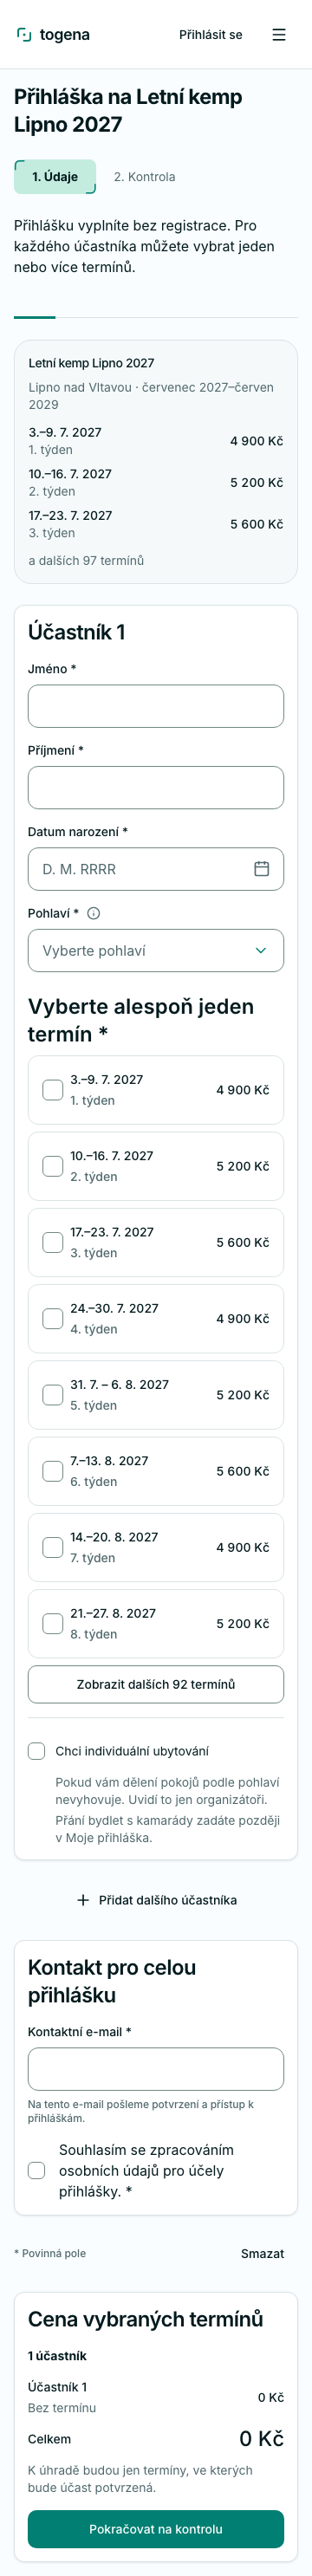 togena
Přihlásit se
Přihláška na Letní kemp
Lipno 2027
1. Údaje
2. Kontrola
Přihlášku vyplníte bez registrace. Pro
každého účastníka můžete vybrat jeden
nebo více termínů.
Letní kemp Lipno 2027
Lipno nad Vltavou · červenec 2027–červen
2029
3.–9. 7. 2027
1. týden
4 900 Kč
10.–16. 7. 2027
2. týden
5 200 Kč
17.–23. 7. 2027
3. týden
5 600 Kč
a dalších 97 termínů
Účastník 1
Jméno *
Příjmení *
Datum narození *
D. M. RRRR
Pohlaví *
Vyberte pohlaví
Vyberte alespoň jeden
termín *
3.–9. 7. 2027
1. týden
4 900 Kč
10.–16. 7. 2027
2. týden
5 200 Kč
17.–23. 7. 2027
3. týden
5 600 Kč
24.–30. 7. 2027
4. týden
4 900 Kč
31. 7. – 6. 8. 2027
5. týden
5 200 Kč
7.–13. 8. 2027
6. týden
5 600 Kč
14.–20. 8. 2027
7. týden
4 900 Kč
21.–27. 8. 2027
8. týden
5 200 Kč
Zobrazit dalších 92 termínů
Chci individuální ubytování
Pokud vám dělení pokojů podle pohlaví
nevyhovuje. Uvidí to jen organizátoři.
Přání bydlet s kamarády zadáte později
v Moje přihláška.
Přidat dalšího účastníka
Kontakt pro celou
přihlášku
Kontaktní e-mail *
Na tento e-mail pošleme potvrzení a přístup k
přihláškám.
Souhlasím se zpracováním
osobních údajů pro účely
přihlášky. *
* Povinná pole
Smazat
Cena vybraných termínů
1 účastník
Účastník 1
Bez termínu
0 Kč
Celkem
0 Kč
K úhradě budou jen termíny, ve kterých
bude účast potvrzená.
Pokračovat na kontrolu